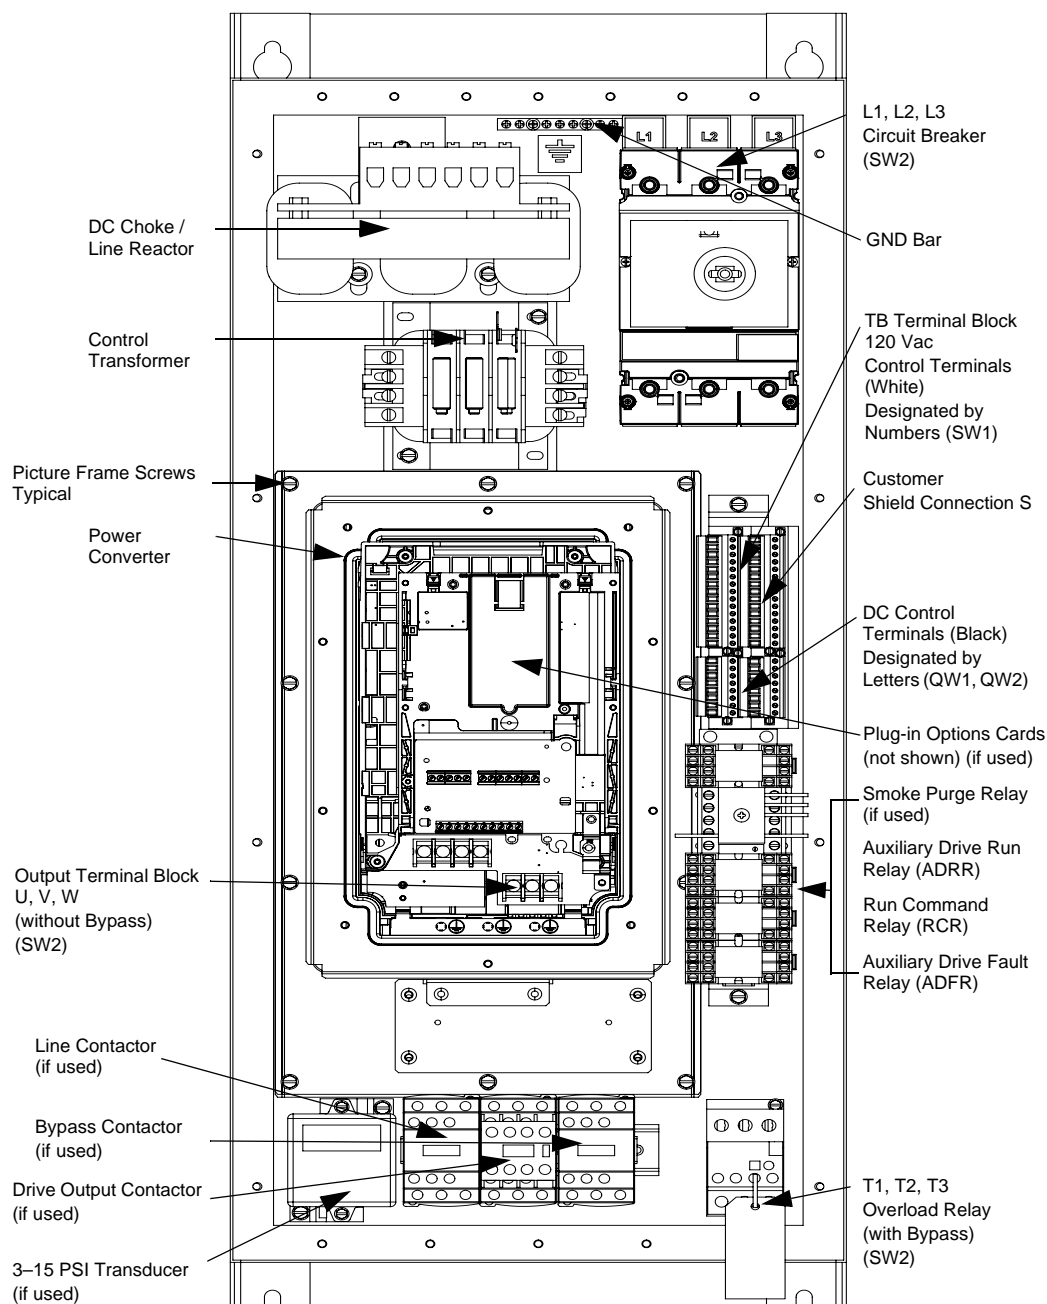 L1, L2, L3
Circuit Breaker
(SW2)
L1
L2
L3
DC Choke /
Line Reactor
GND Bar
Control
Transformer
TB Terminal Block
120 Vac
Control Terminals
(White)
Designated by
Numbers (SW1)
Picture Frame Screws
Typical
Customer
Shield Connection S
Power
Converter
DC Control
Terminals (Black)
Designated by
Letters (QW1, QW2)
Plug-in Options Cards
(not shown) (if used)
Smoke Purge Relay
(if used)
Auxiliary Drive Run
Relay (ADRR)
Output Terminal Block
U, V, W
(without Bypass)
(SW2)
Run Command
Relay (RCR)
Auxiliary Drive Fault
Relay (ADFR)
Line Contactor
(if used)
Bypass Contactor
(if used)
Drive Output Contactor
(if used)
T1, T2, T3
Overload Relay
(with Bypass)
(SW2)
3–15 PSI Transducer
(if used)